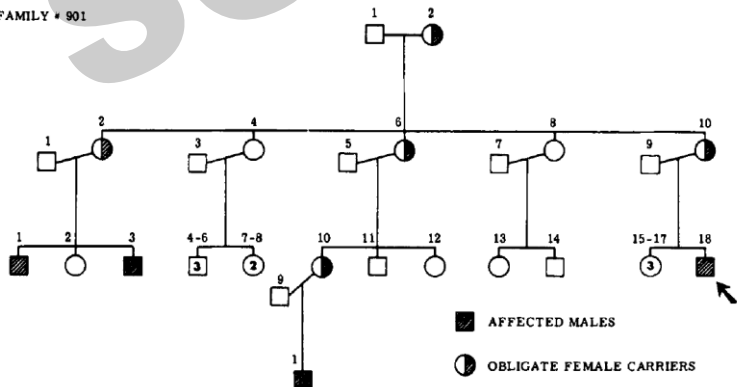 FAMILY # 901
1 2
2 4 6 8 10
1 3 5 7 9
1 2 3 4-6 7-8 10 11 12 13 14 15-17 18
3 2 9 3
1
AFFECTED MALES
OBLIGATE FEMALE CARRIERS